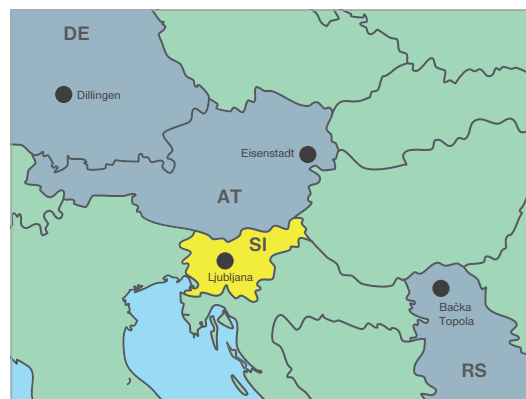 DE
Dillingen
Eisenstadt
AT
SI
Ljubljana
Bačka
Topola
RS